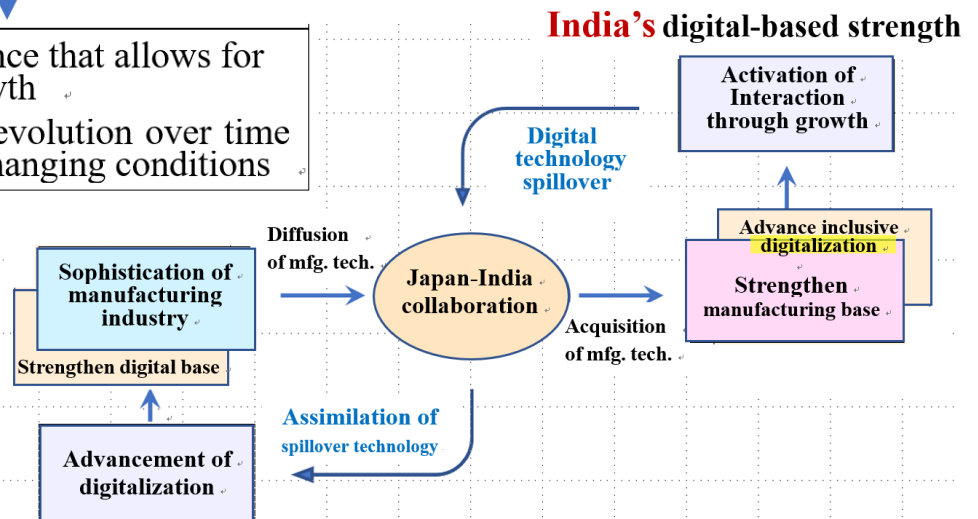 India's digital-based strength
for
nce that allows for
evolution over time
conditions
Activation of
Interaction
through growth
Digital
technology
spillover
Advance inclusive
digitalization
Strengthen
manufacturing base
Diffusion
of mfg. tech.
Japan-India
collaboration
Acquisition
of mfg. tech.
Sophistication of
manufacturing
industry
Strengthen digital base
Assimilation of
spillover technology
Advancement of
digitalization